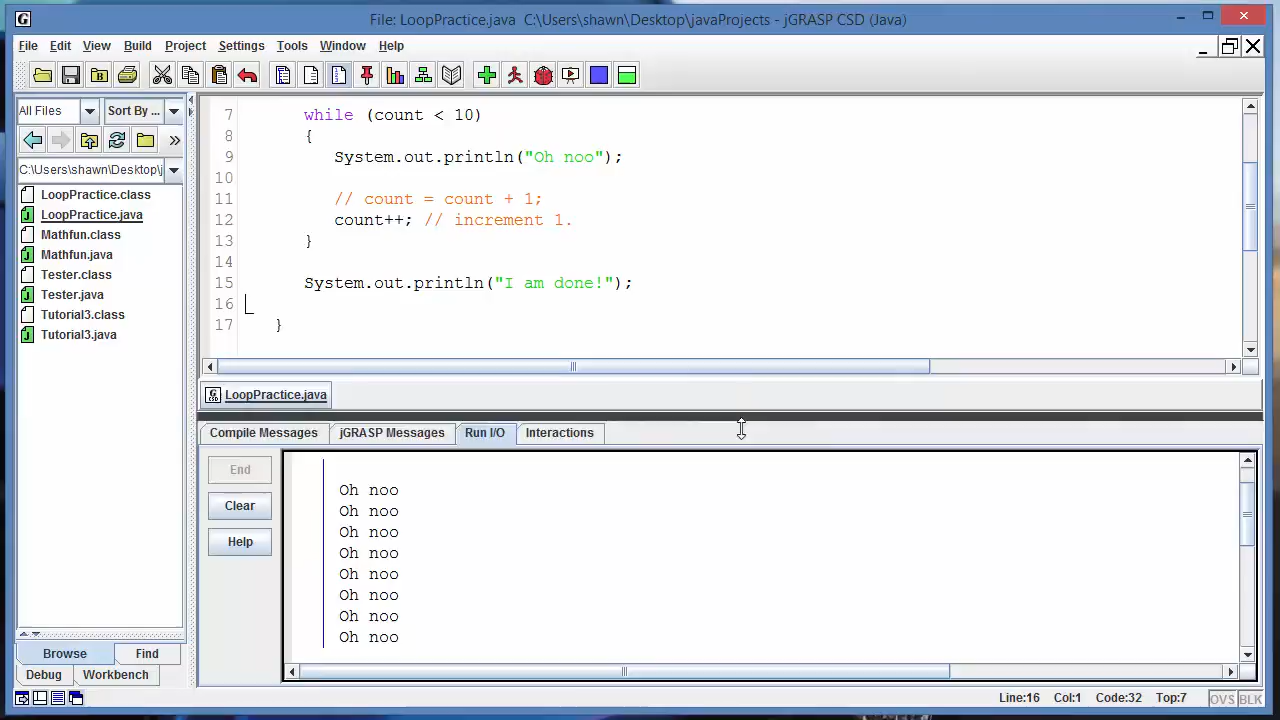 File: LoopPractice.java C:\Users\shawn\Desktop\javaProjects - jGRASP CSD (Java)
File Edit View Build Project Settings Tools Window Help
All Files Sort By ...
C:\Users\shawn\Desktop\j
LoopPractice.class
LoopPractice.java
Mathfun.class
Mathfun.java
Tester.class
Tester.java
Tutorial3.class
Tutorial3.java
Browse Find
Debug Workbench
7 while (count < 10)
8 {
9 System.out.println("Oh noo");
10
11 // count = count + 1;
12 count++; // increment 1.
13 }
14
15 System.out.println("I am done!");
16
17 }
LoopPractice.java
Compile Messages jGRASP Messages Run I/O Interactions
End
Clear
Help
Oh noo
Oh noo
Oh noo
Oh noo
Oh noo
Oh noo
Oh noo
Oh noo
Line:16 Col:1 Code:32 Top:7 OVS BLK